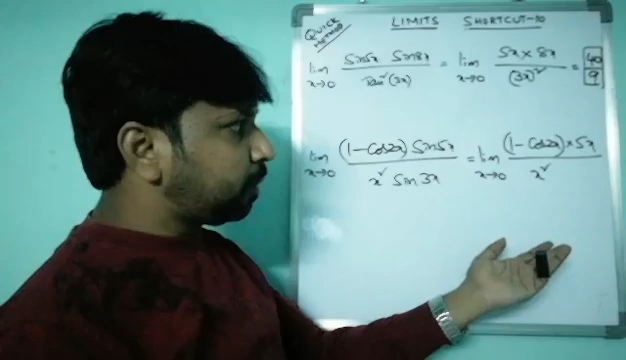 QUICK METHOD
LIMITS SHORTCUT-10
lim x→0 Sin5x Sin8x / Tan²(3x) = lim x→0 5x × 8x / (3x)² = 40/9
lim x→0 (1-Cos2x) Sin5x / x² Sin3x = lim x→0 (1-Cos2x) × 5x / x²